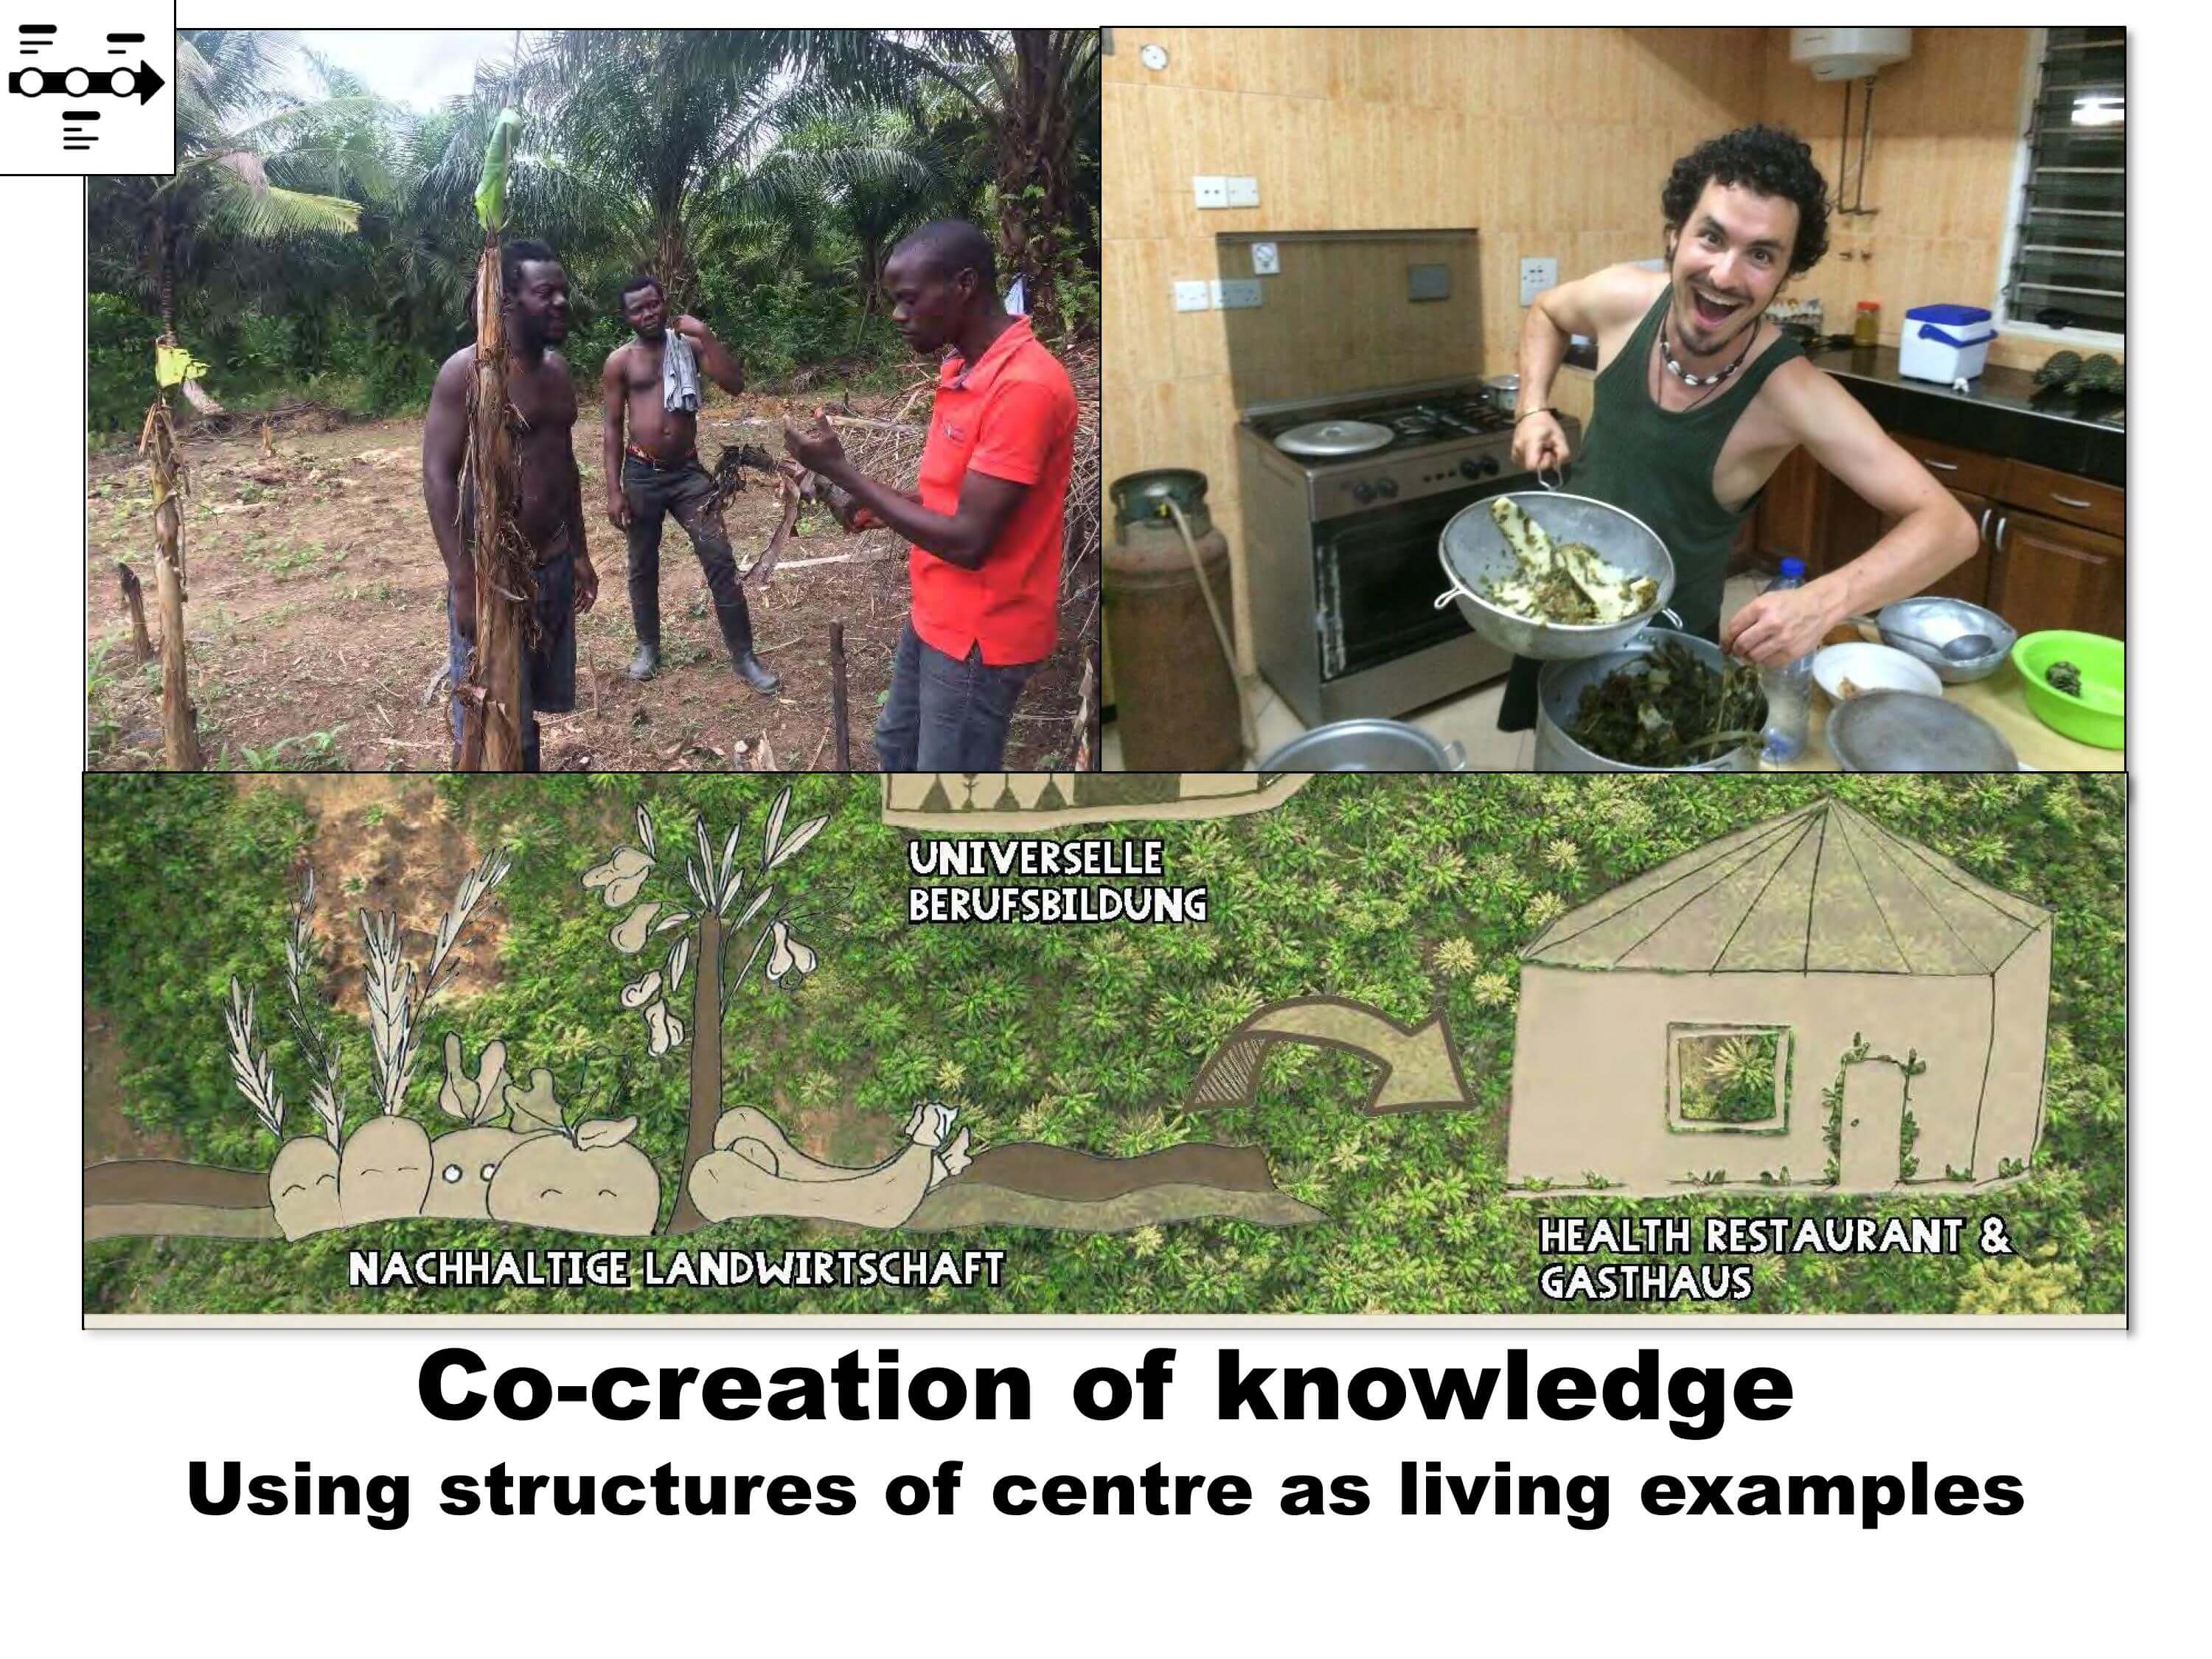 UNIVERSELLE
BERUFSBILDUNG
NACHHALTIGE LANDWIRTSCHAFT
HEALTH RESTAURANT &
GASTHAUS
Co-creation of knowledge
Using structures of centre as living examples